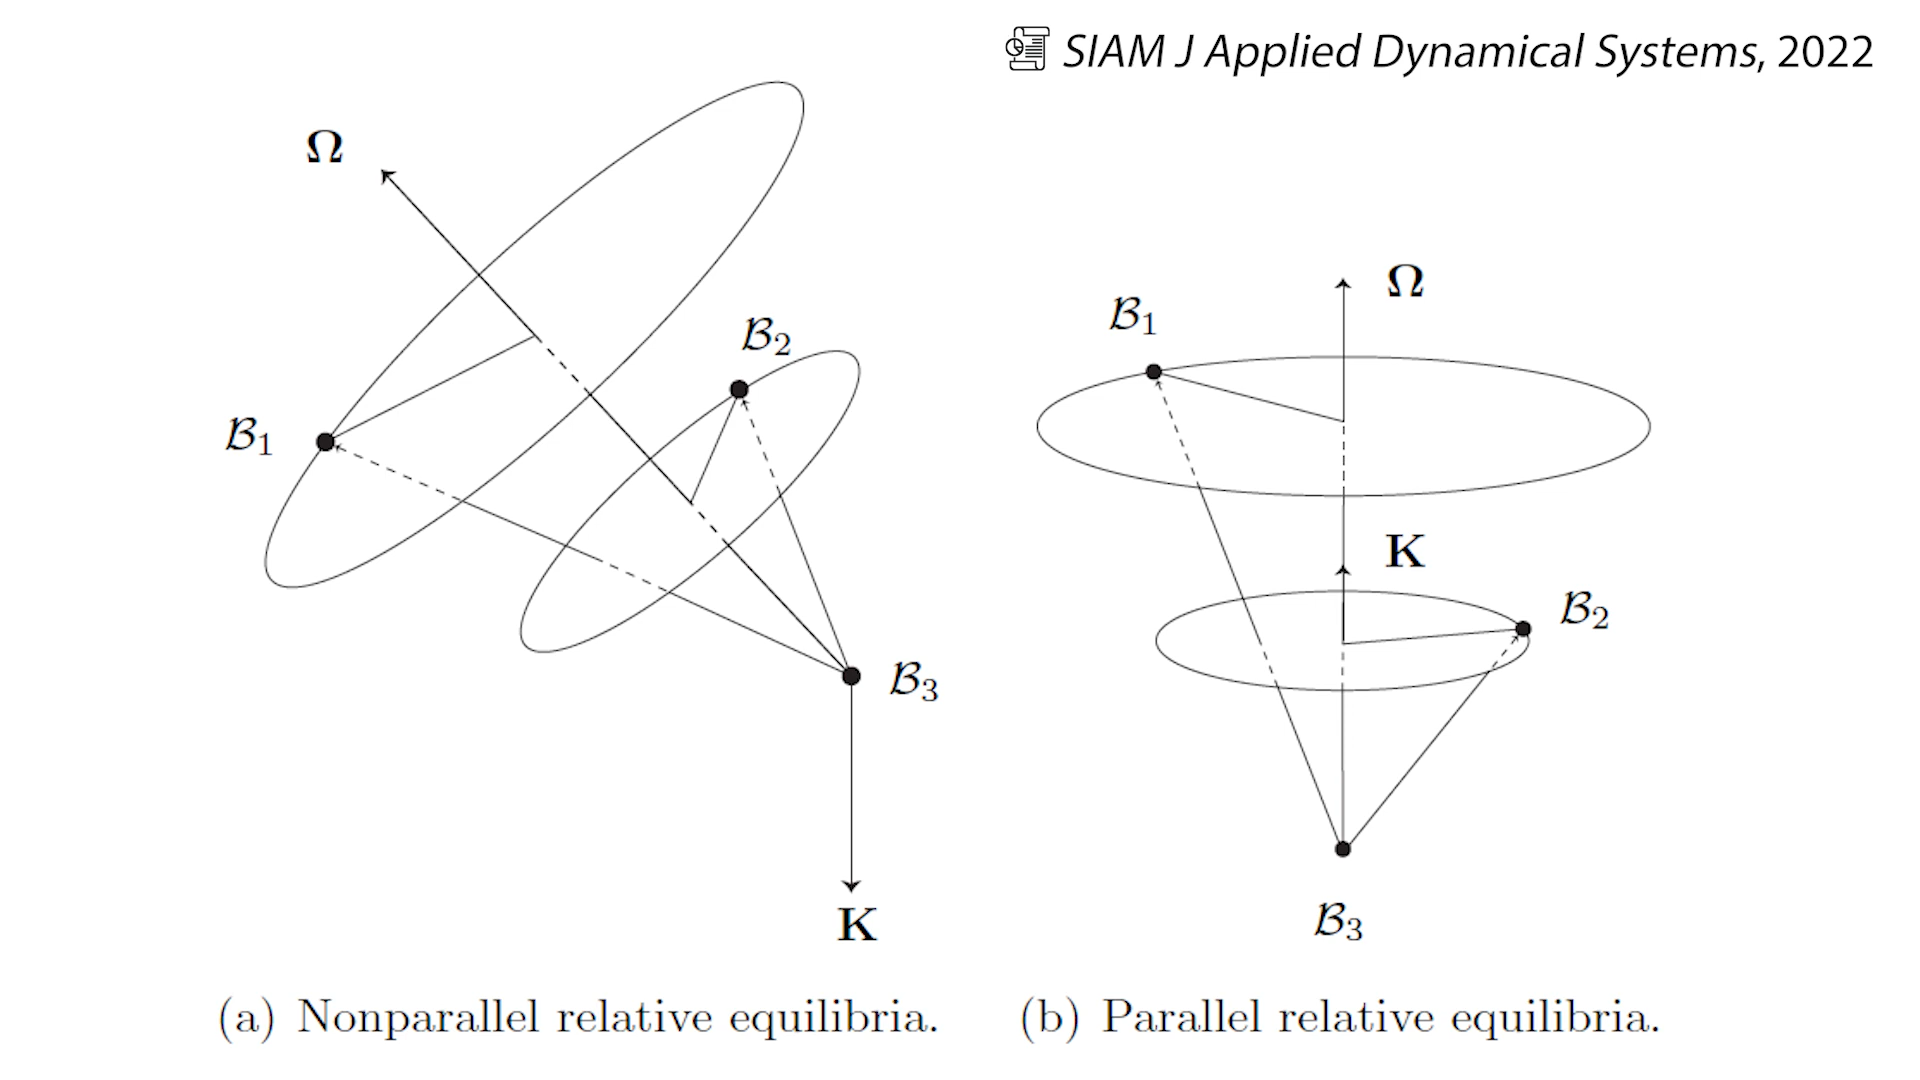 SIAM J Applied Dynamical Systems, 2022
Ω
B1
B2
B3
K
(a) Nonparallel relative equilibria.
Ω
B1
K
B2
B3
(b) Parallel relative equilibria.